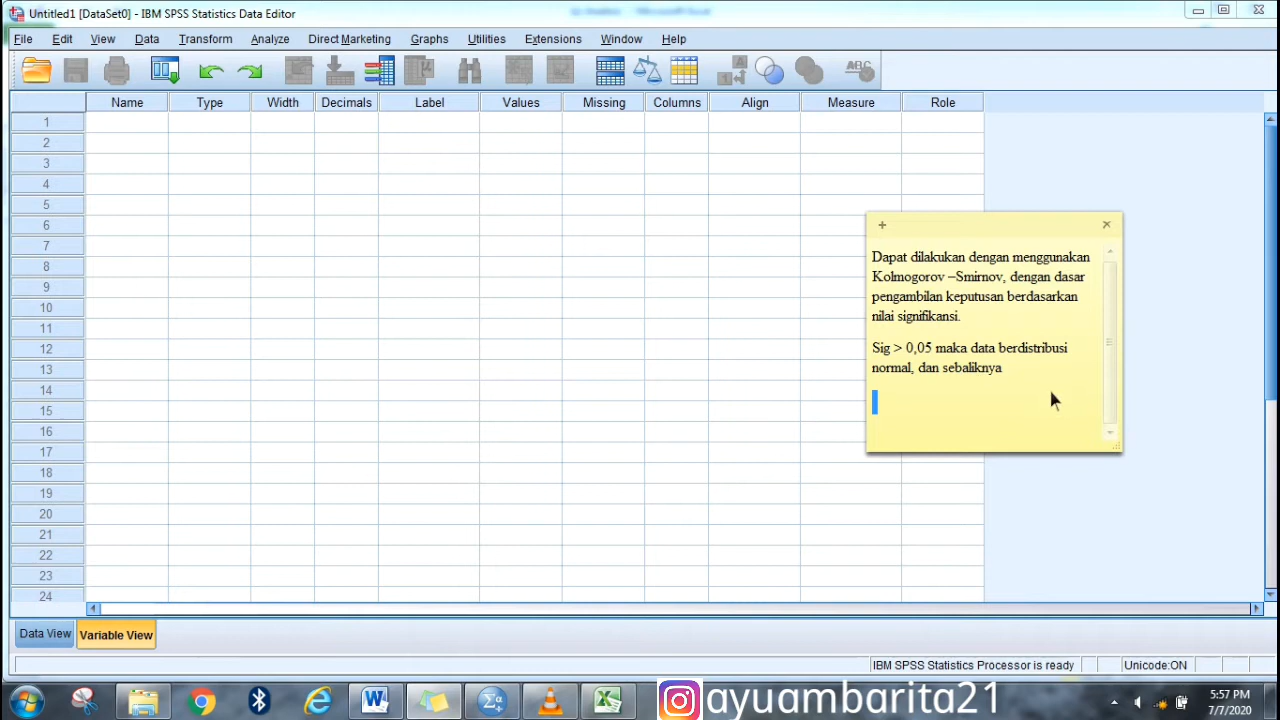 Untitled1 [DataSet0] - IBM SPSS Statistics Data Editor
File Edit View Data Transform Analyze Direct Marketing Graphs Utilities Extensions Window Help
Name Type Width Decimals Label Values Missing Columns Align Measure Role
1
2
3
4
5
6
7
8
9
10
11
12
13
14
15
16
17
18
19
20
21
22
23
24
Dapat dilakukan dengan menggunakan
Kolmogorov –Smirnov, dengan dasar
pengambilan keputusan berdasarkan
nilai signifikansi.
Sig > 0,05 maka data berdistribusi
normal, dan sebaliknya
Data View Variable View
IBM SPSS Statistics Processor is ready Unicode:ON
ayuambarita21
5:57 PM
7/7/2020